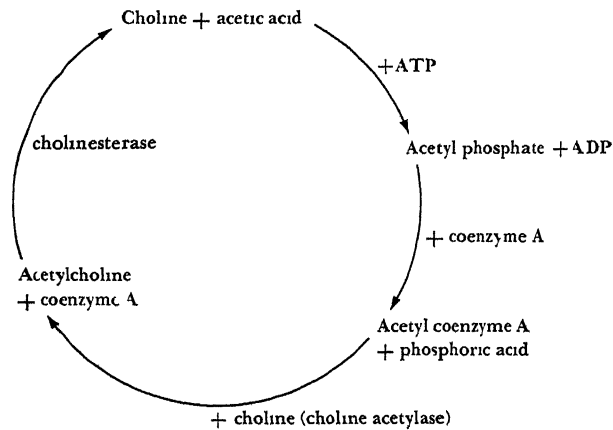 Choline + acetic acid
+ATP
cholinesterase
Acetyl phosphate + ADP
+ coenzyme A
Acetylcholine
+ coenzyme A
Acetyl coenzyme A
+ phosphoric acid
+ choline (choline acetylase)